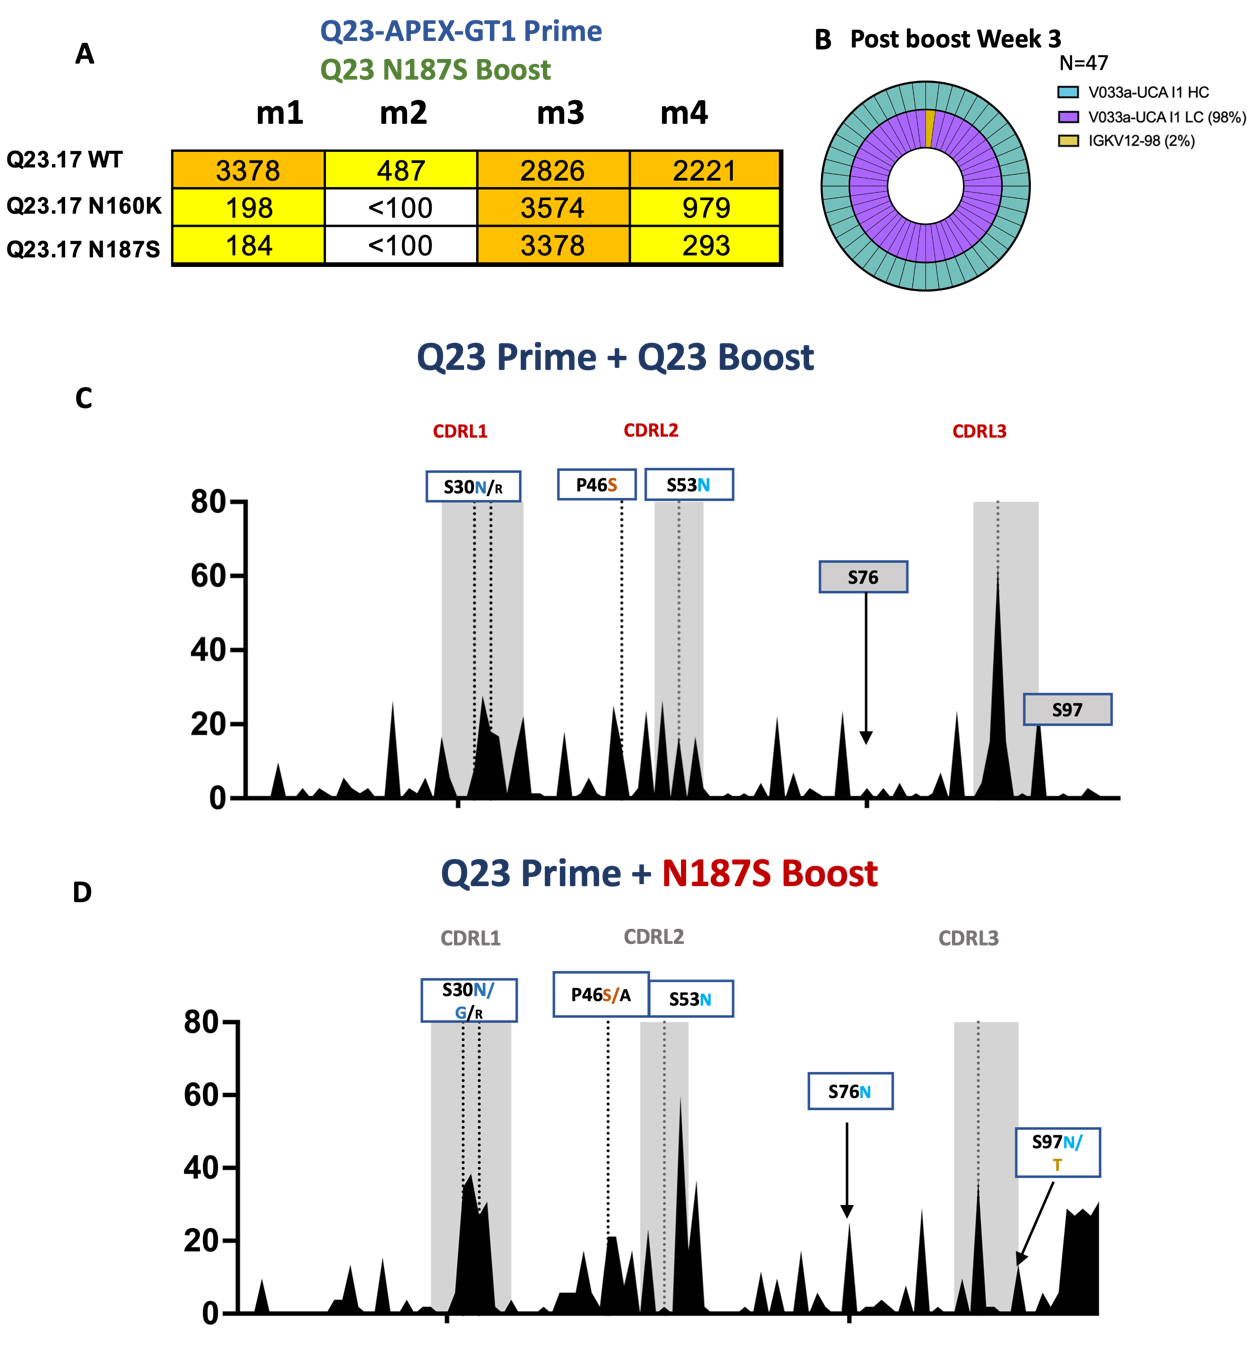 A
Q23-APEX-GT1 Prime
Q23 N187S Boost
m1 m2 m3 m4
Q23.17 WT 3378 487 2826 2221
Q23.17 N160K 198 <100 3574 979
Q23.17 N187S 184 <100 3378 293
B Post boost Week 3
N=47
V033a-UCA I1 HC
V033a-UCA I1 LC (98%)
IGKV12-98 (2%)
Q23 Prime + Q23 Boost
C
CDRL1 CDRL2 CDRL3
S30N/R P46S S53N
S76
S97
80
60
40
20
0
Q23 Prime + N187S Boost
D
CDRL1 CDRL2 CDRL3
S30N/
G/R
P46S/A S53N
S76N
S97N/
T
80
60
40
20
0